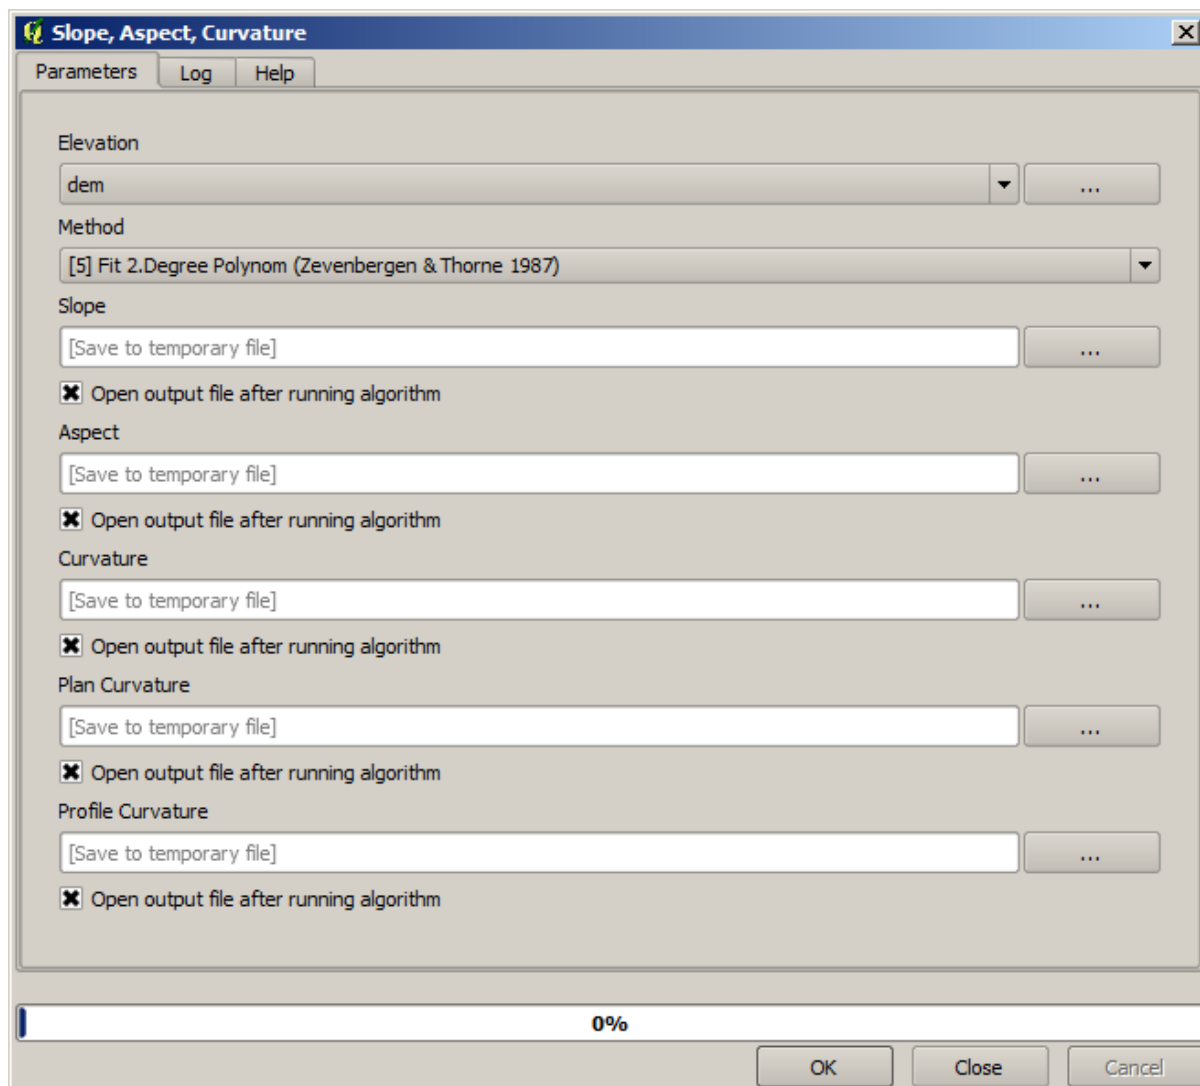 Slope, Aspect, Curvature
Parameters Log Help
Elevation
dem ...
Method
[5] Fit 2.Degree Polynom (Zevenbergen & Thorne 1987)
Slope
[Save to temporary file] ...
Open output file after running algorithm
Aspect
[Save to temporary file] ...
Open output file after running algorithm
Curvature
[Save to temporary file] ...
Open output file after running algorithm
Plan Curvature
[Save to temporary file] ...
Open output file after running algorithm
Profile Curvature
[Save to temporary file] ...
Open output file after running algorithm
0%
OK Close Cancel